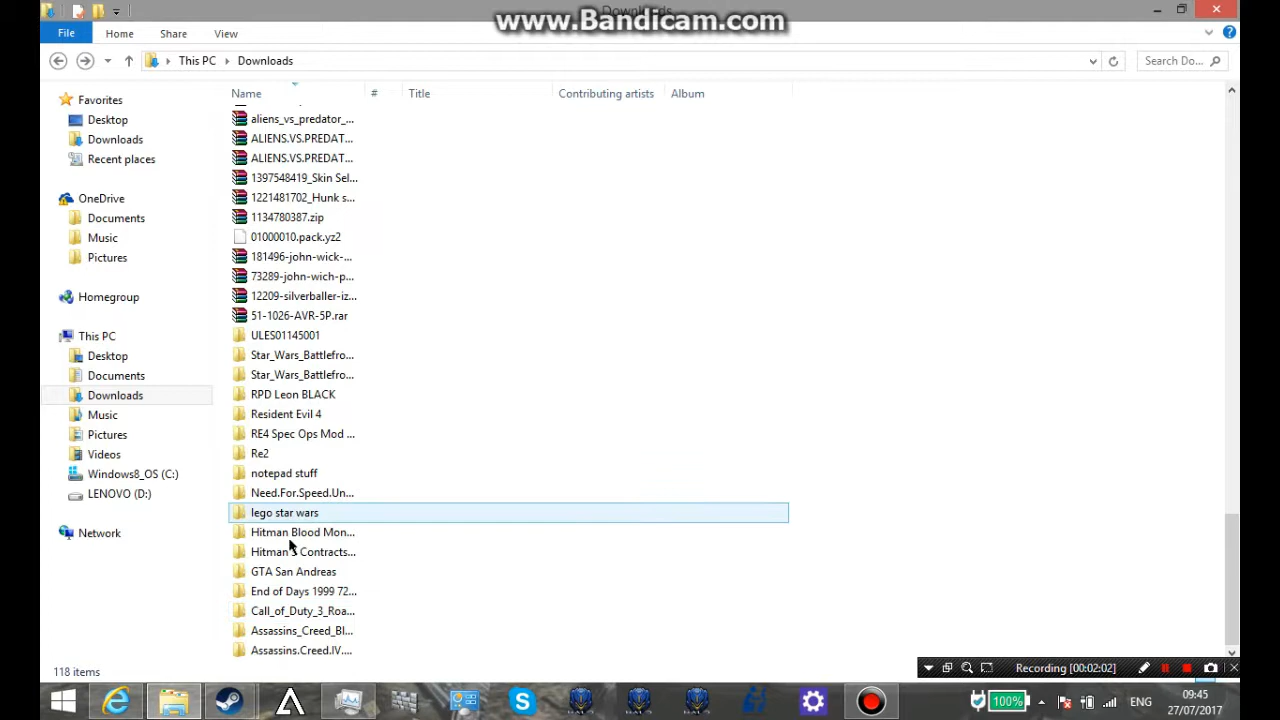 Downloads
www.Bandicam.com
File Home Share View
This PC Downloads Search Do...
Name # Title Contributing artists Album
Favorites
Desktop
Downloads
Recent places
OneDrive
Documents
Music
Pictures
Homegroup
This PC
Desktop
Documents
Downloads
Music
Pictures
Videos
Windows8_OS (C:)
LENOVO (D:)
Network
aliens_vs_predator_...
ALIENS.VS.PREDAT...
ALIENS.VS.PREDAT...
1397548419_Skin Sel...
1221481702_Hunk s...
1134780387.zip
01000010.pack.yz2
181496-john-wick-...
73289-john-wich-p...
12209-silverballer-iz...
51-1026-AVR-5P.rar
ULES01145001
Star_Wars_Battlefro...
Star_Wars_Battlefro...
RPD Leon BLACK
Resident Evil 4
RE4 Spec Ops Mod ...
Re2
notepad stuff
Need.For.Speed.Un...
lego star wars
Hitman Blood Mon...
Hitman 3 Contracts...
GTA San Andreas
End of Days 1999 72...
Call_of_Duty_3_Roa...
Assassins_Creed_Bl...
Assassins.Creed.IV....
118 items
Recording [00:02:02]
100% ENG 09:45
27/07/2017